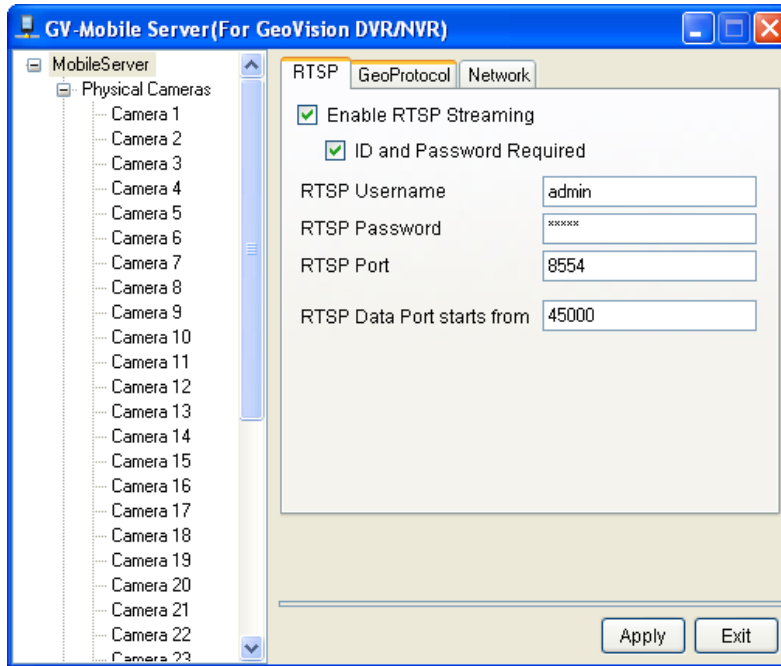 GV-Mobile Server(For GeoVision DVR/NVR)
MobileServer
Physical Cameras
Camera 1
Camera 2
Camera 3
Camera 4
Camera 5
Camera 6
Camera 7
Camera 8
Camera 9
Camera 10
Camera 11
Camera 12
Camera 13
Camera 14
Camera 15
Camera 16
Camera 17
Camera 18
Camera 19
Camera 20
Camera 21
Camera 22
Camera 23
RTSP GeoProtocol Network
Enable RTSP Streaming
ID and Password Required
RTSP Username admin
RTSP Password *****
RTSP Port 8554
RTSP Data Port starts from 45000
Apply Exit